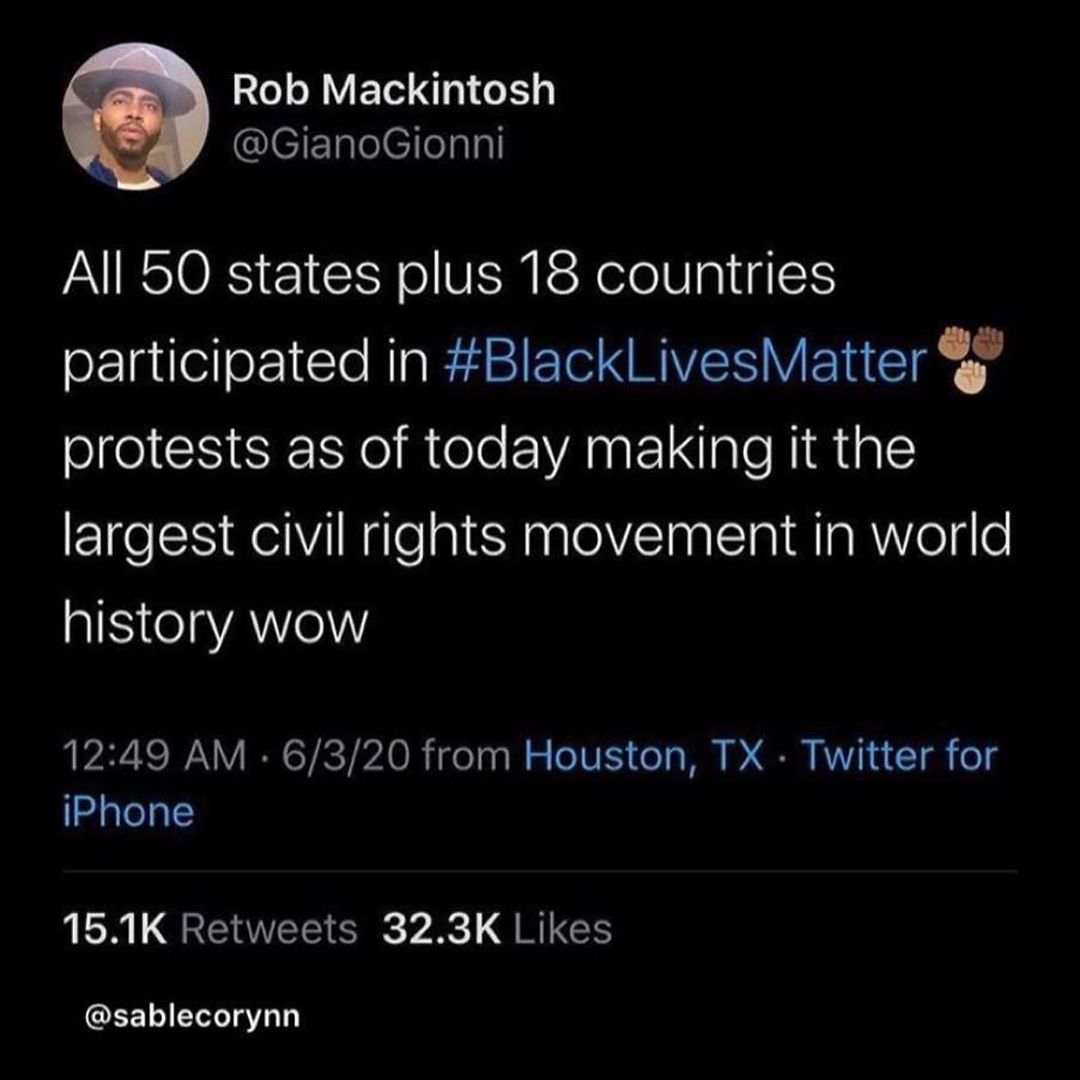 Rob Mackintosh
@GianoGionni
All 50 states plus 18 countries
participated in #BlackLivesMatter
protests as of today making it the
largest civil rights movement in world
history wow
12:49 AM · 6/3/20 from Houston, TX · Twitter for
iPhone
15.1K Retweets 32.3K Likes
@sablecorynn